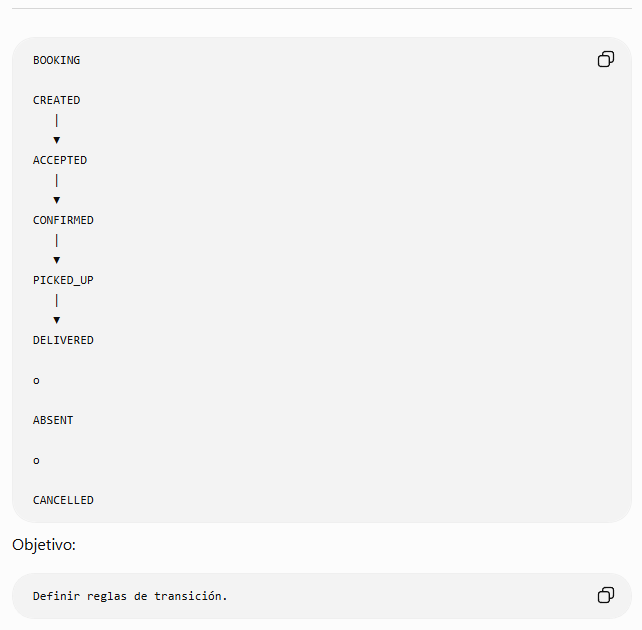 BOOKING
CREATED
│
▼
ACCEPTED
│
▼
CONFIRMED
│
▼
PICKED_UP
│
▼
DELIVERED
o
ABSENT
o
CANCELLED
Objetivo:
Definir reglas de transición.